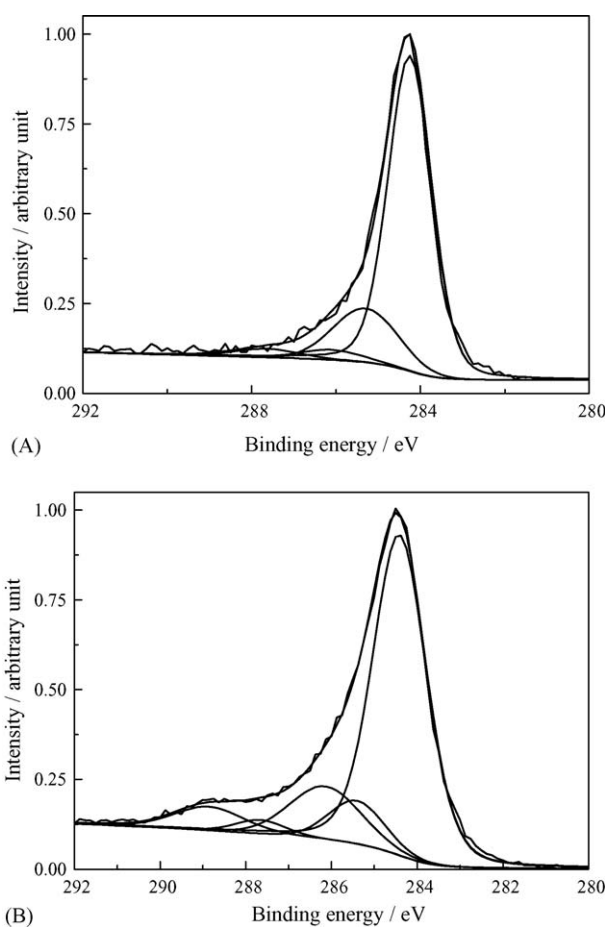 1.00
0.75
0.50
0.25
0.00
Intensity / arbitrary unit
292 288 284 280
(A) Binding energy / eV
1.00
0.75
0.50
0.25
0.00
Intensity / arbitrary unit
292 290 288 286 284 282 280
(B) Binding energy / eV